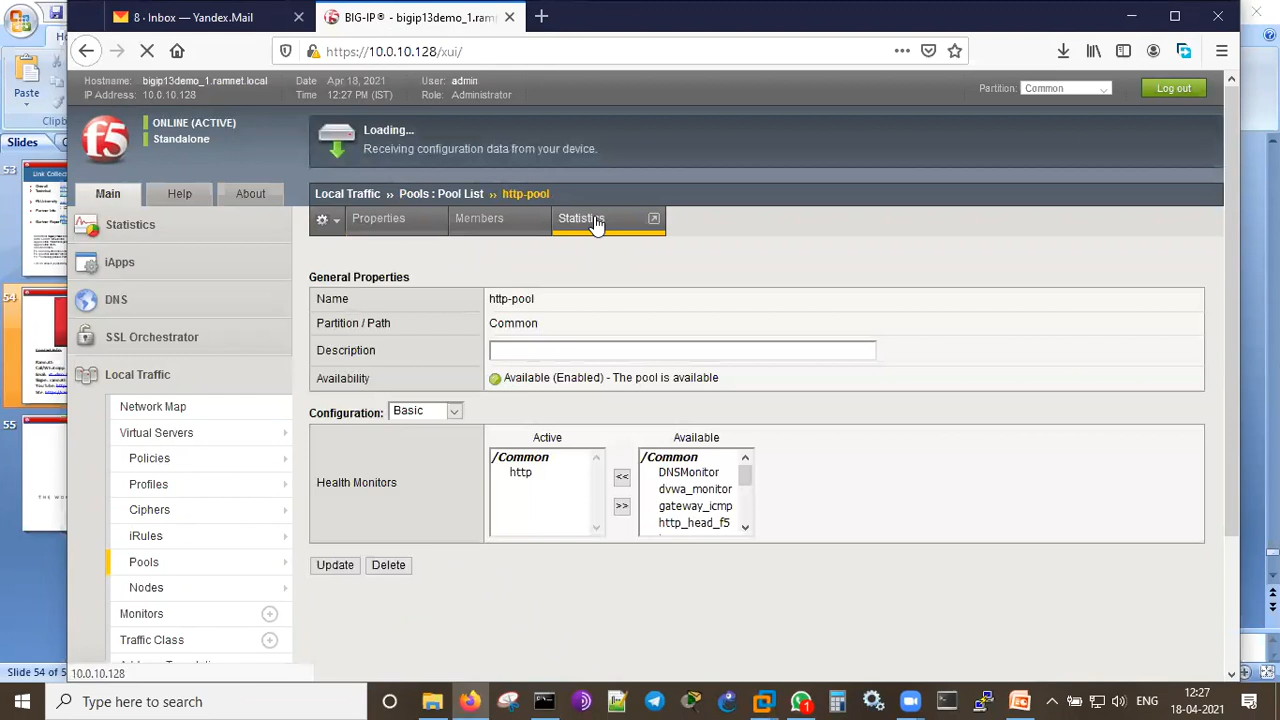 8 · Inbox — Yandex.Mail
BIG-IP® - bigip13demo_1.ramn
https://10.0.10.128/xui/
Paste
Clipb
Slides
53
Link Collec
54
55
Slide 54 of 5
Hostname: bigip13demo_1.ramnet.local
IP Address: 10.0.10.128
Date Apr 18, 2021
Time 12:27 PM (IST)
User: admin
Role: Administrator
Partition: Common
Log out
f5
ONLINE (ACTIVE)
Standalone
Loading...
Receiving configuration data from your device.
Main
Help
About
Local Traffic ›› Pools : Pool List ›› http-pool
Properties
Members
Statistics
Statistics
iApps
DNS
SSL Orchestrator
Local Traffic
Network Map
Virtual Servers
Policies
Profiles
Ciphers
iRules
Pools
Nodes
Monitors
Traffic Class
General Properties
Name http-pool
Partition / Path Common
Description
Availability Available (Enabled) - The pool is available
Configuration: Basic
Health Monitors
Active
/Common
http
<<
>>
Available
/Common
DNSMonitor
dvwa_monitor
gateway_icmp
http_head_f5
Update
Delete
10.0.10.128
Type here to search
1
ENG
12:27
18-04-2021